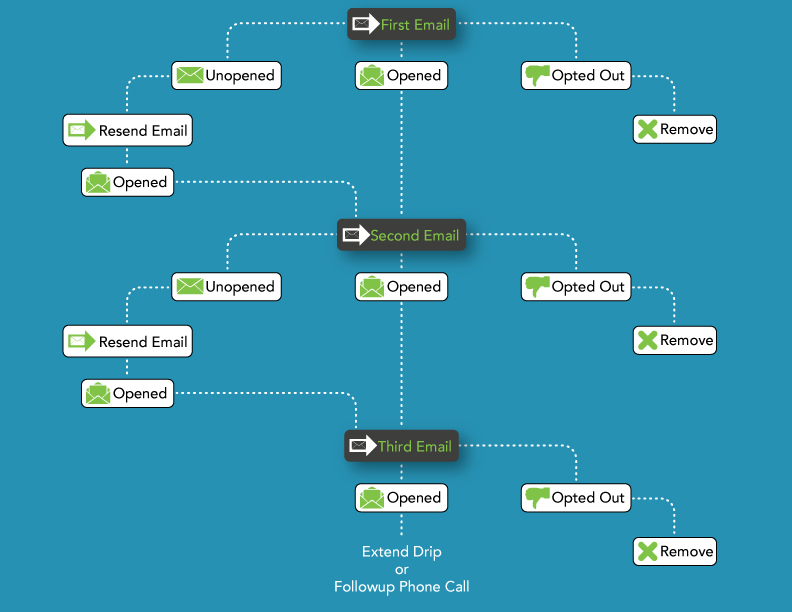 First Email
Unopened
Opened
Opted Out
Resend Email
Remove
Opened
Second Email
Unopened
Opened
Opted Out
Resend Email
Remove
Opened
Third Email
Opened
Opted Out
Extend Drip
or
Followup Phone Call
Remove